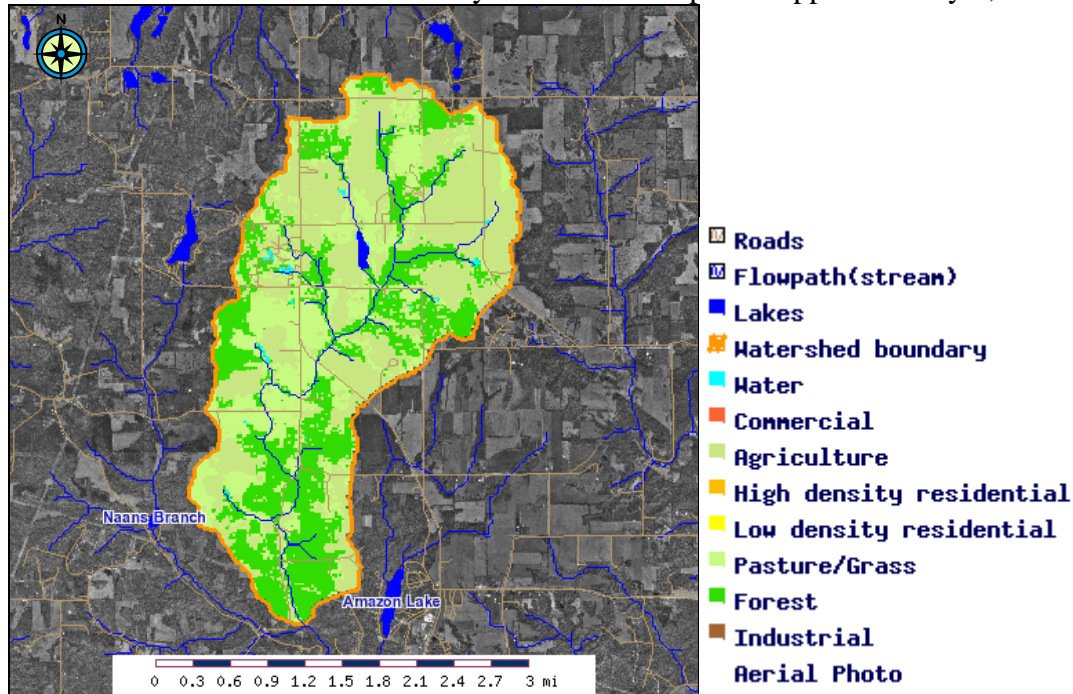 N
Naans Branch
Amazon Lake
0 0.3 0.6 0.9 1.2 1.5 1.8 2.1 2.4 2.7 3 mi
Roads
Flowpath(stream)
Lakes
Watershed boundary
Water
Commercial
Agriculture
High density residential
Low density residential
Pasture/Grass
Forest
Industrial
Aerial Photo